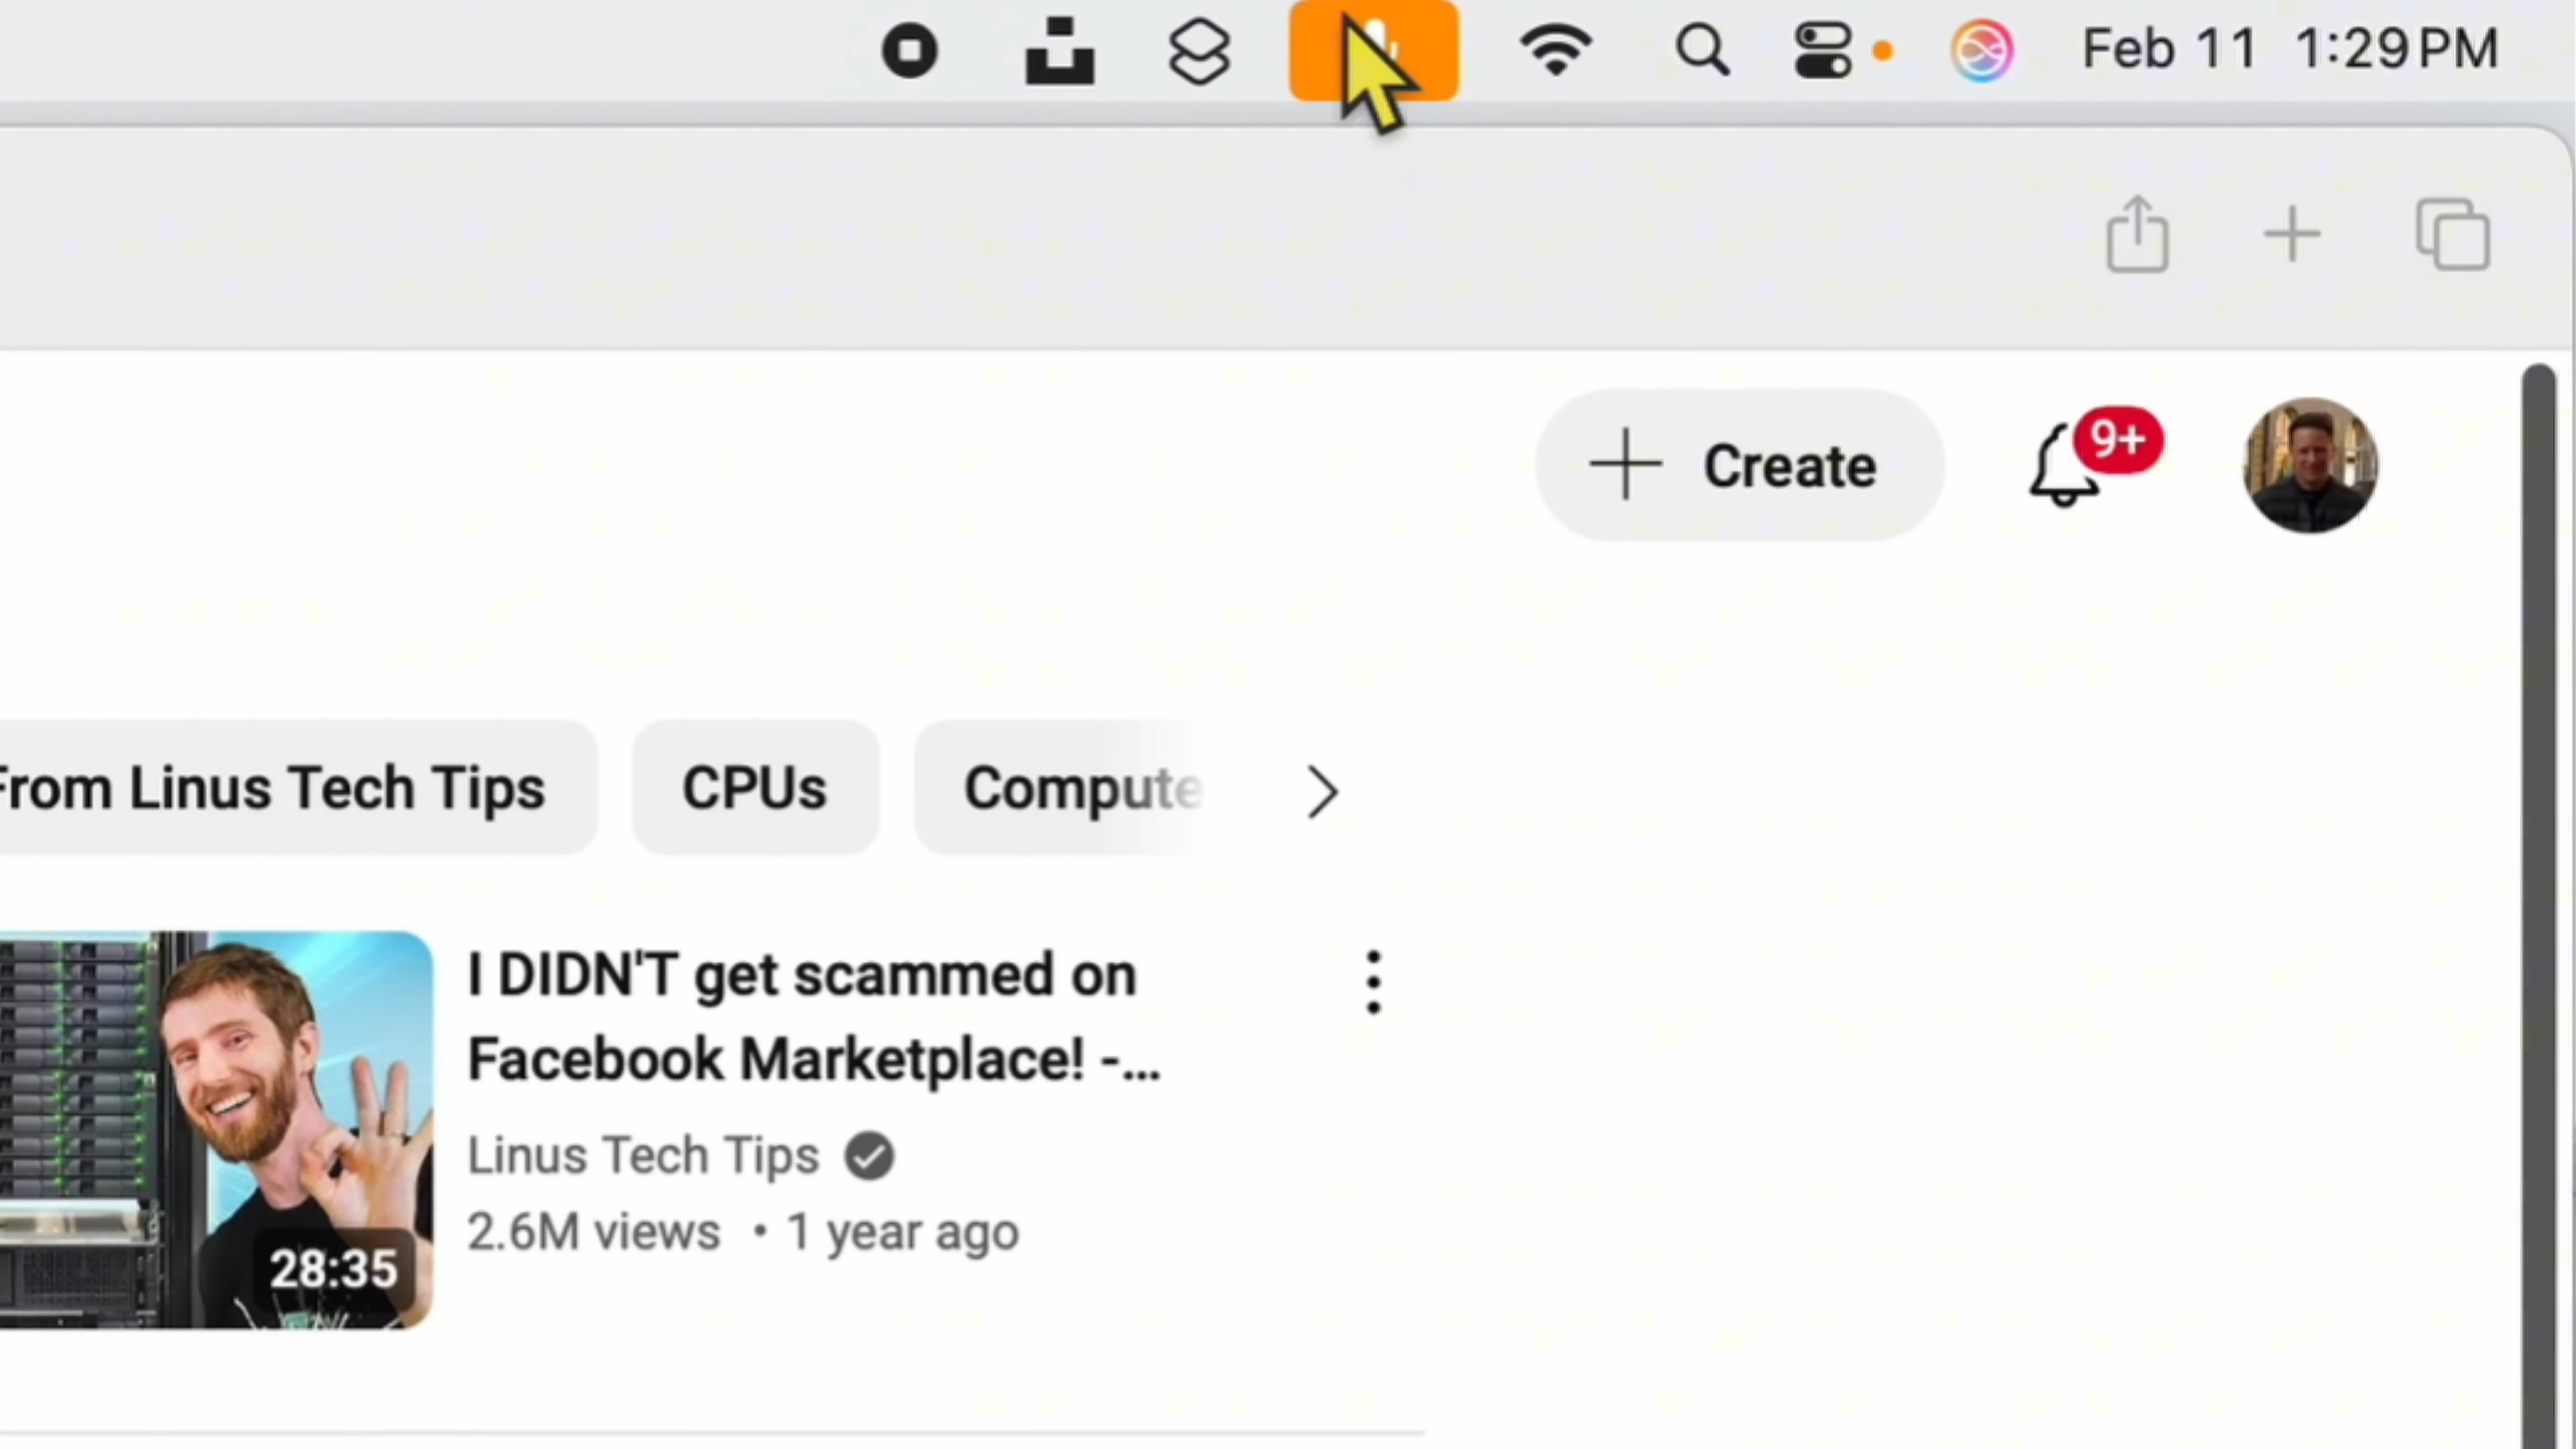 Feb 11 1:29 PM
+ Create
9+
From Linus Tech Tips
CPUs
Compute
I DIDN'T get scammed on
Facebook Marketplace! -...
Linus Tech Tips
2.6M views • 1 year ago
28:35